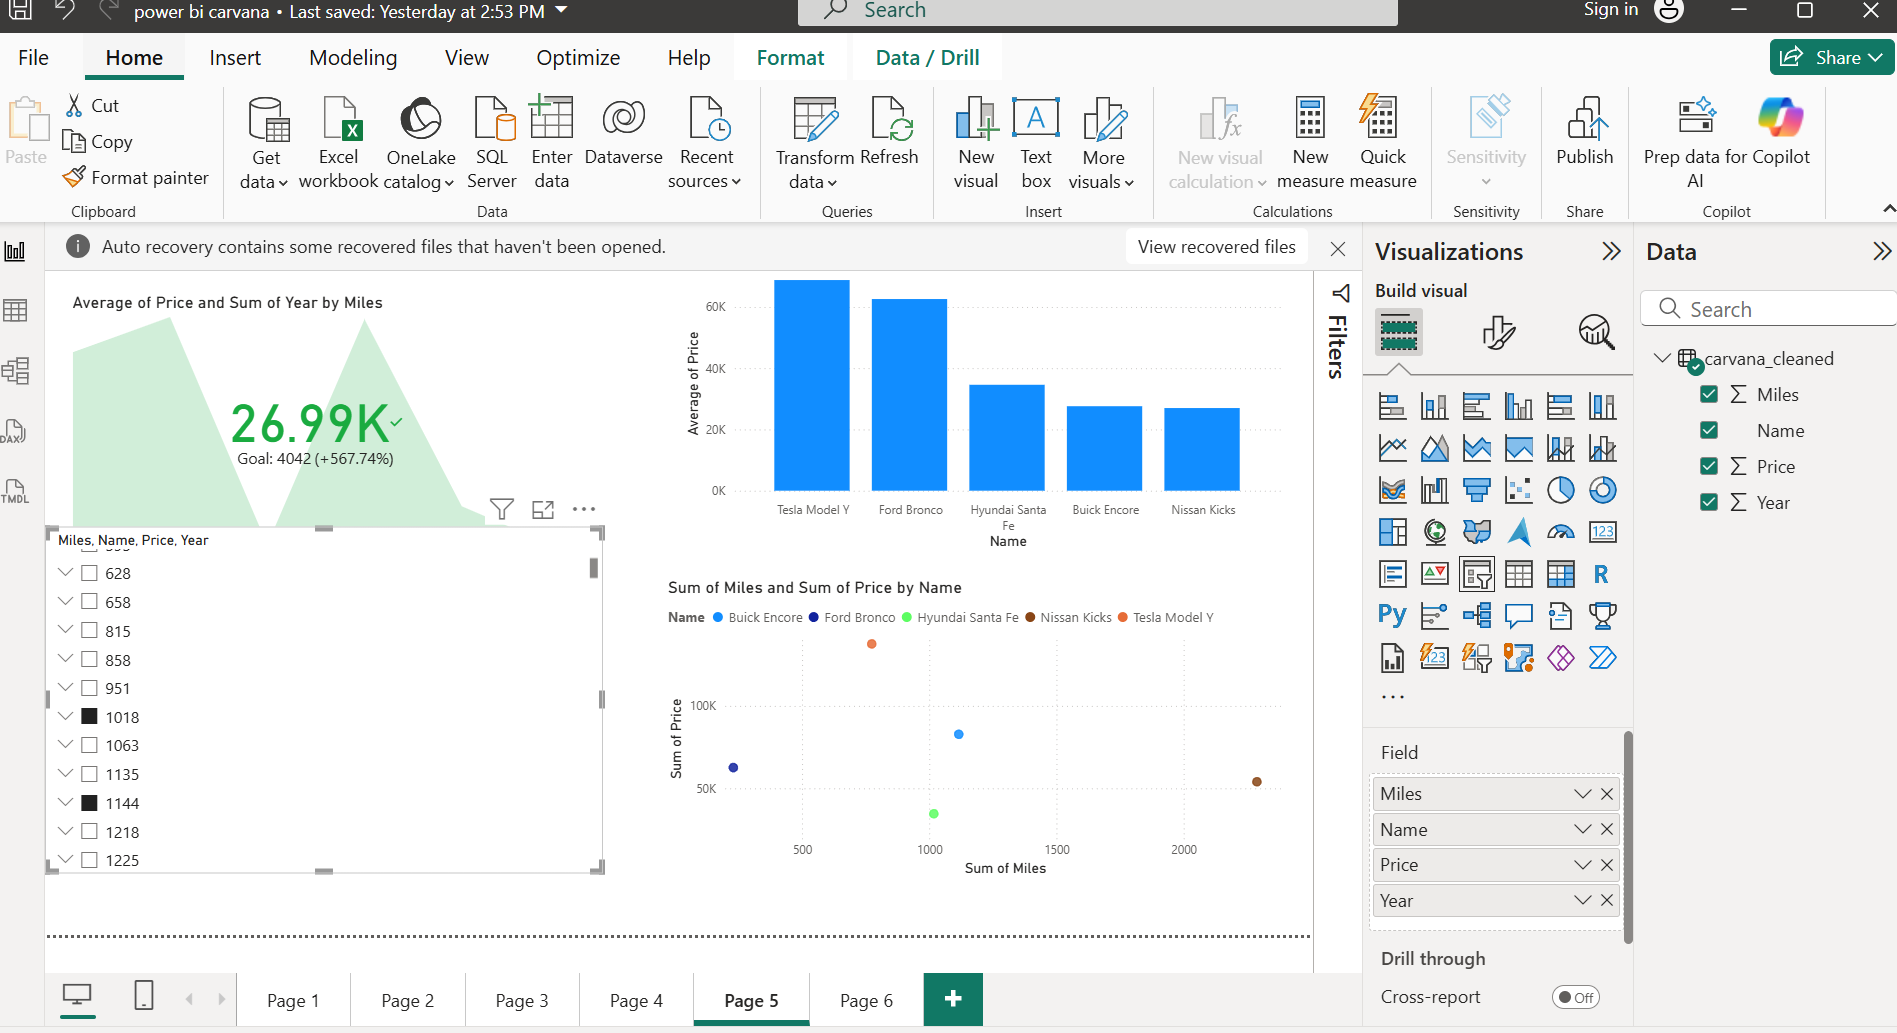 power bi carvana • Last saved: Yesterday at 2:53 PM
Search
Sign in
File
Home
Insert
Modeling
View
Optimize
Help
Format
Data / Drill
Share
Paste
Cut
Copy
Format painter
Clipboard
Get data
Excel workbook
OneLake catalog
SQL Server
Enter data
Dataverse
Recent sources
Data
Transform data
Refresh
Queries
New visual
Text box
More visuals
Insert
New visual calculation
New measure
Quick measure
Calculations
Sensitivity
Sensitivity
Publish
Share
Prep data for AI
Copilot
Copilot
Auto recovery contains some recovered files that haven't been opened.
View recovered files
DAX
TMDL
Average of Price and Sum of Year by Miles
26.99K
Goal: 4042 (+567.74%)
Average of Price
60K
40K
20K
0K
Tesla Model Y
Ford Bronco
Hyundai Santa Fe
Buick Encore
Nissan Kicks
Name
Miles, Name, Price, Year
628
658
815
858
951
1018
1063
1135
1144
1218
1225
Sum of Miles and Sum of Price by Name
Name Buick Encore Ford Bronco Hyundai Santa Fe Nissan Kicks Tesla Model Y
Sum of Price
100K
50K
500
1000
1500
2000
Sum of Miles
Filters
Visualizations
Build visual
123
R
Py
123
Field
Miles
Name
Price
Year
Drill through
Cross-report
Off
Data
Search
carvana_cleaned
Miles
Name
Price
Year
Page 1
Page 2
Page 3
Page 4
Page 5
Page 6